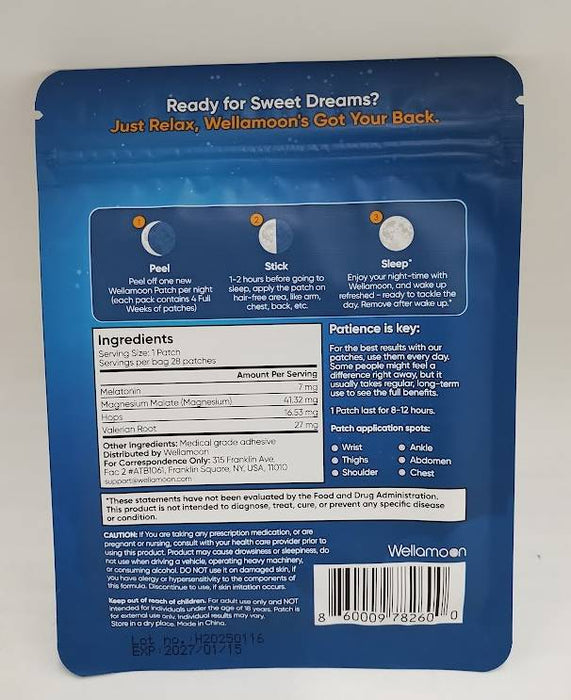 Ready for Sweet Dreams?
Just Relax, Wellamoon's Got Your Back.
1
2
3
Peel
Peel off one new
Wellamoon Patch per night
(each pack contains 4 Full
Weeks of patches)
Stick
1-2 hours before going to
sleep, apply the patch on
hair-free area, like arm,
chest, back, etc.
Sleep*
Enjoy your night-time with
Wellamoon, and wake up
refreshed - ready to tackle the
day. Remove after wake up.*
Ingredients
Serving Size: 1 Patch
Servings per bag 28 patches
Amount Per Serving
Melatonin 7 mg
Magnesium Malate (Magnesium) 41.32 mg
Hops 16.53 mg
Valerian Root 27 mg
Other Ingredients: Medical grade adhesive
Distributed by Wellamoon
For Correspondence Only: 315 Franklin Ave,
Fac 2 #ATB1061, Franklin Square, NY, USA, 11010
support@wellamoon.com
Patience is key:
For the best results with our
patches, use them every day.
Some people might feel a
difference right away, but it
usually takes regular, long-term
use to see the full benefits.
1 Patch last for 8-12 hours.
Patch application spots:
Wrist
Thighs
Shoulder
Ankle
Abdomen
Chest
*These statements have not been evaluated by the Food and Drug Administration.
This product is not intended to diagnose, treat, cure, or prevent any specific disease
or condition.
CAUTION: If you are taking any prescription medication, or are
pregnant or nursing, consult with your health care provider prior to
using this product. Product may cause drowsiness or sleepiness, do
not use when driving a vehicle, operating heavy machinery,
or consuming alcohol. DO NOT use it on damaged skin, if
you have alergy or hypersensitivity to the components of
this formula. Discontinue to use, if skin irritation occurs.
Keep out of reach of children. For adult use only and NOT
intended for individuals under the age of 18 years. Patch is
for external use only. Individual results may vary.
Store in a dry place. Made in China.
Wellamoon
8 60009 78260 0
Lot no.:H20250116
EXP:2027/01/15